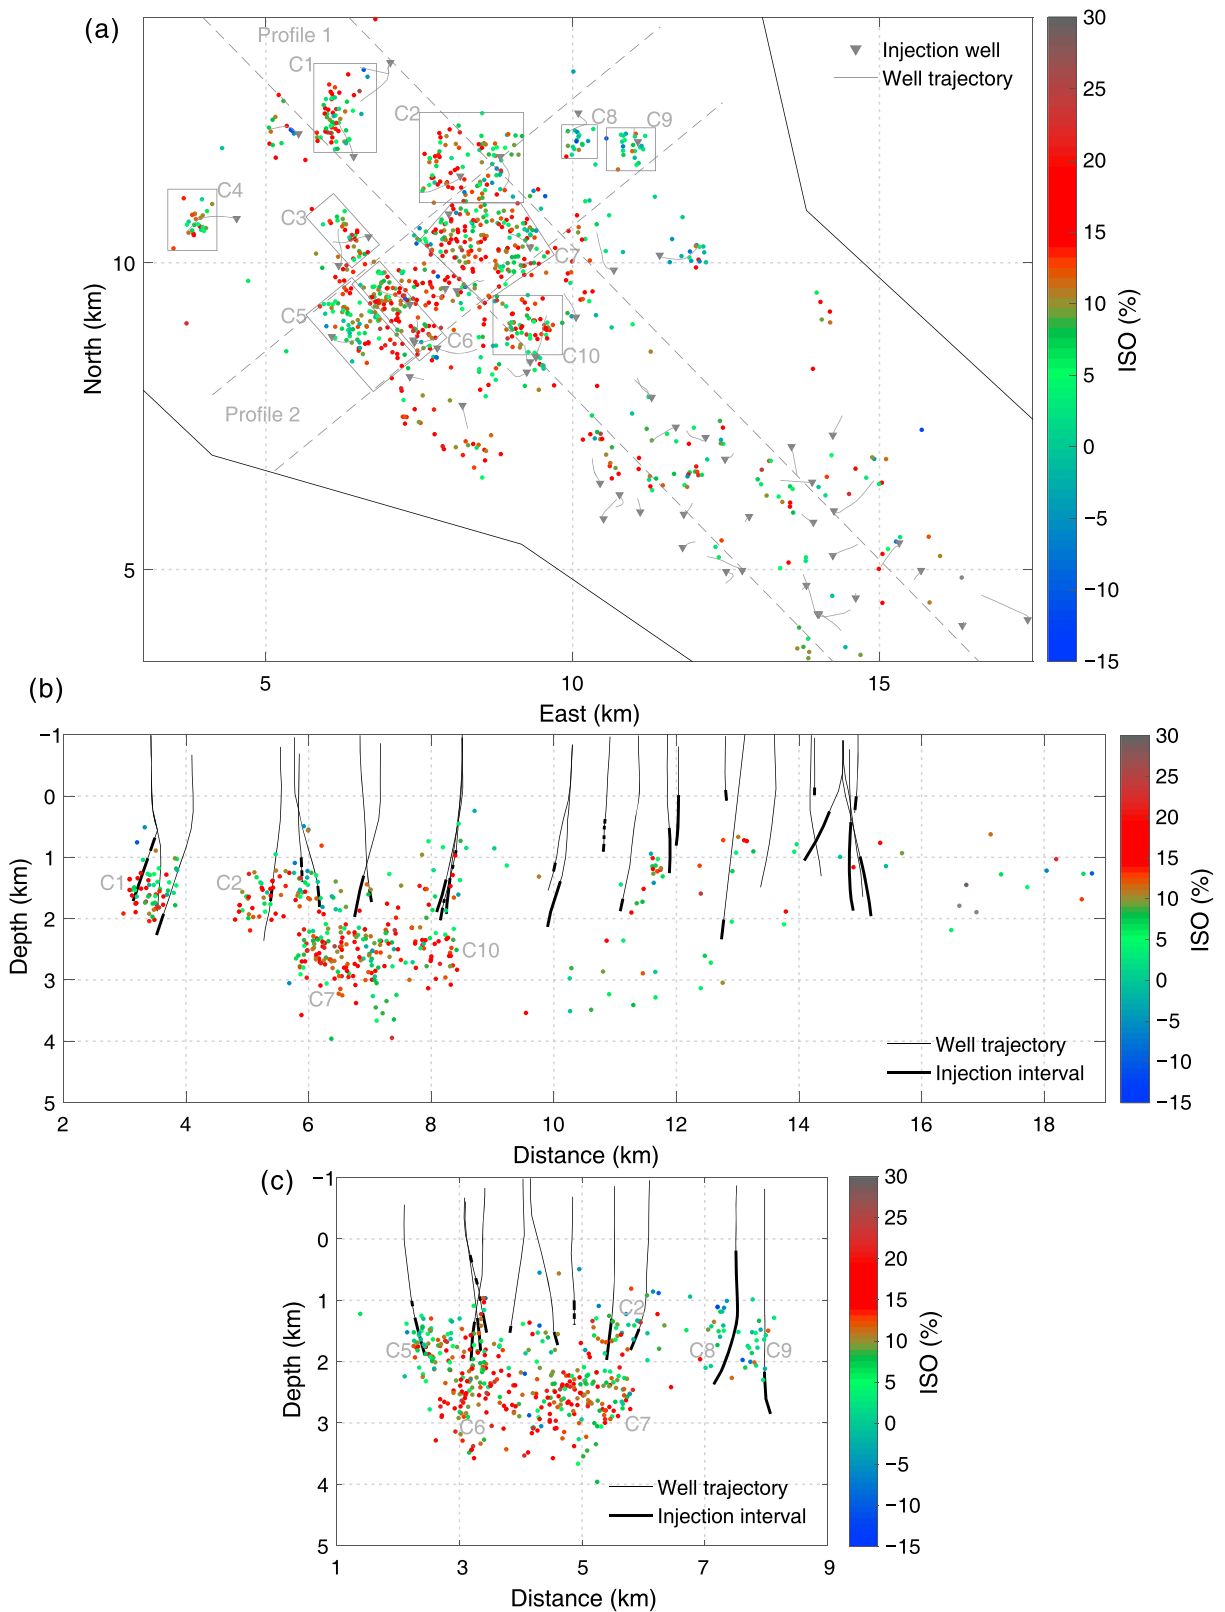 (a)
Profile 1
C1
C2
C8
C9
C4
C3
C7
C5
C6
C10
Profile 2
Injection well
Well trajectory
10
5
North (km)
5
10
15
East (km)
30
25
20
15
10
5
0
−5
−10
−15
ISO (%)
(b)
−1
0
1
2
3
4
5
Depth (km)
C1
C2
C7
C10
Well trajectory
Injection interval
2
4
6
8
10
12
14
16
18
Distance (km)
30
25
20
15
10
5
0
−5
−10
−15
ISO (%)
(c)
−1
0
1
2
3
4
5
Depth (km)
C5
C6
C2
C7
C8
C9
Well trajectory
Injection interval
1
3
5
7
9
Distance (km)
30
25
20
15
10
5
0
−5
−10
−15
ISO (%)